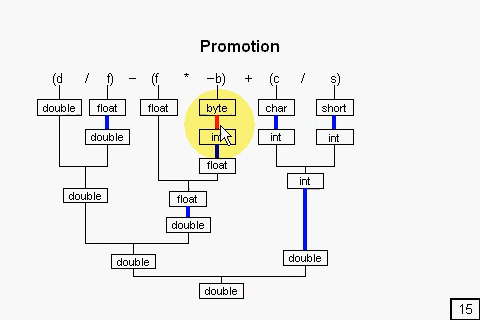 Promotion
(d / f) – (f * –b) + (c / s)
double float float byte char short
double int int int
float
double float int
double
double double
double
15